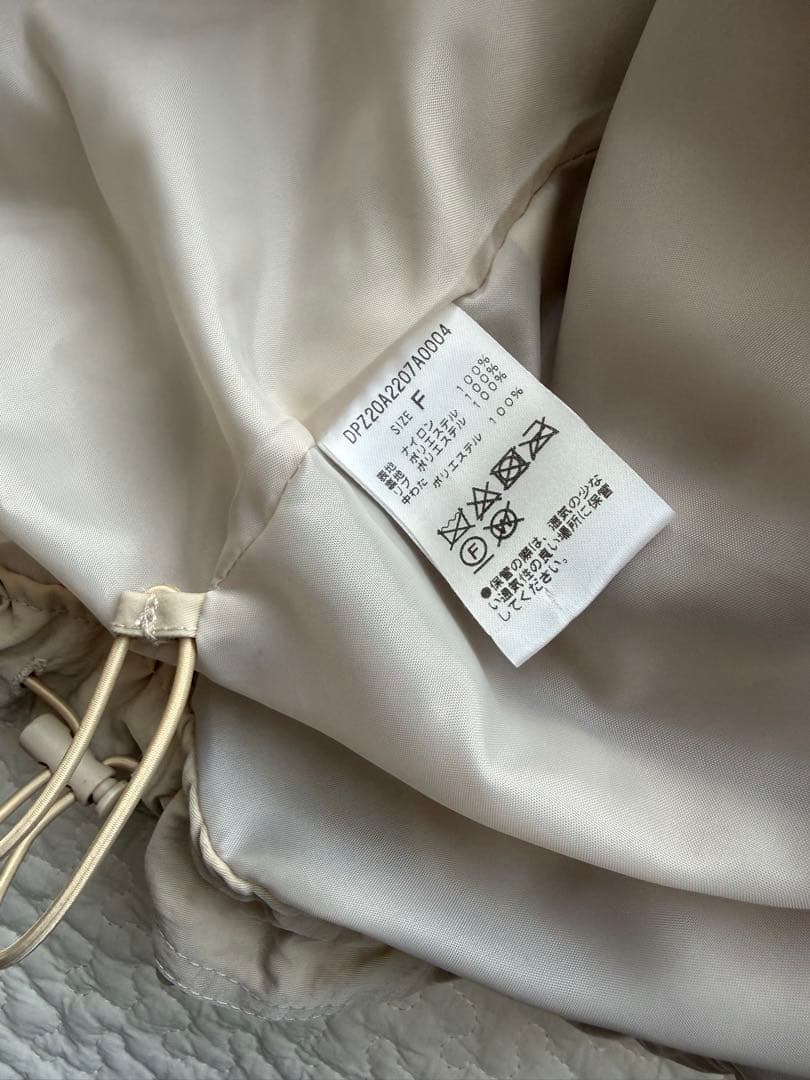 DPZ20A2207A0004
SIZE F
表地 ナイロン 100%
裏地 ポリエステル 100%
リブ ポリエステル 100%
中わた ポリエステル 100%
F
●保管の際は、湿気の少な
い通気性の良い場所に保管
してください。